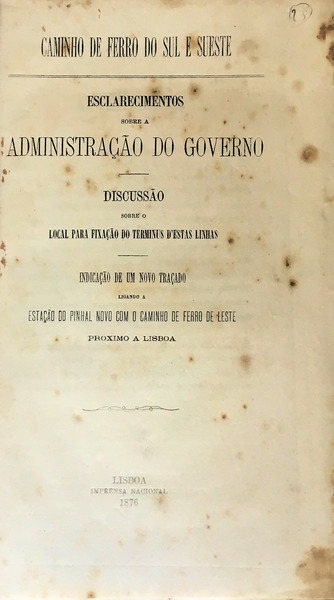 CAMINHO DE FERRO DO SUL E SUESTE
ESCLARECIMENTOS
SOBRE A
ADMINISTRAÇÃO DO GOVERNO
DISCUSSÃO
SOBRE O
LOCAL PARA FIXAÇÃO DO TERMINUS D'ESTAS LINHAS
INDICAÇÃO DE UM NOVO TRAÇADO
LIGANDO A
ESTAÇÃO DO PINHAL NOVO COM O CAMINHO DE FERRO DE LESTE
PROXIMO A LISBOA
LISBOA
IMPRENSA NACIONAL
1876